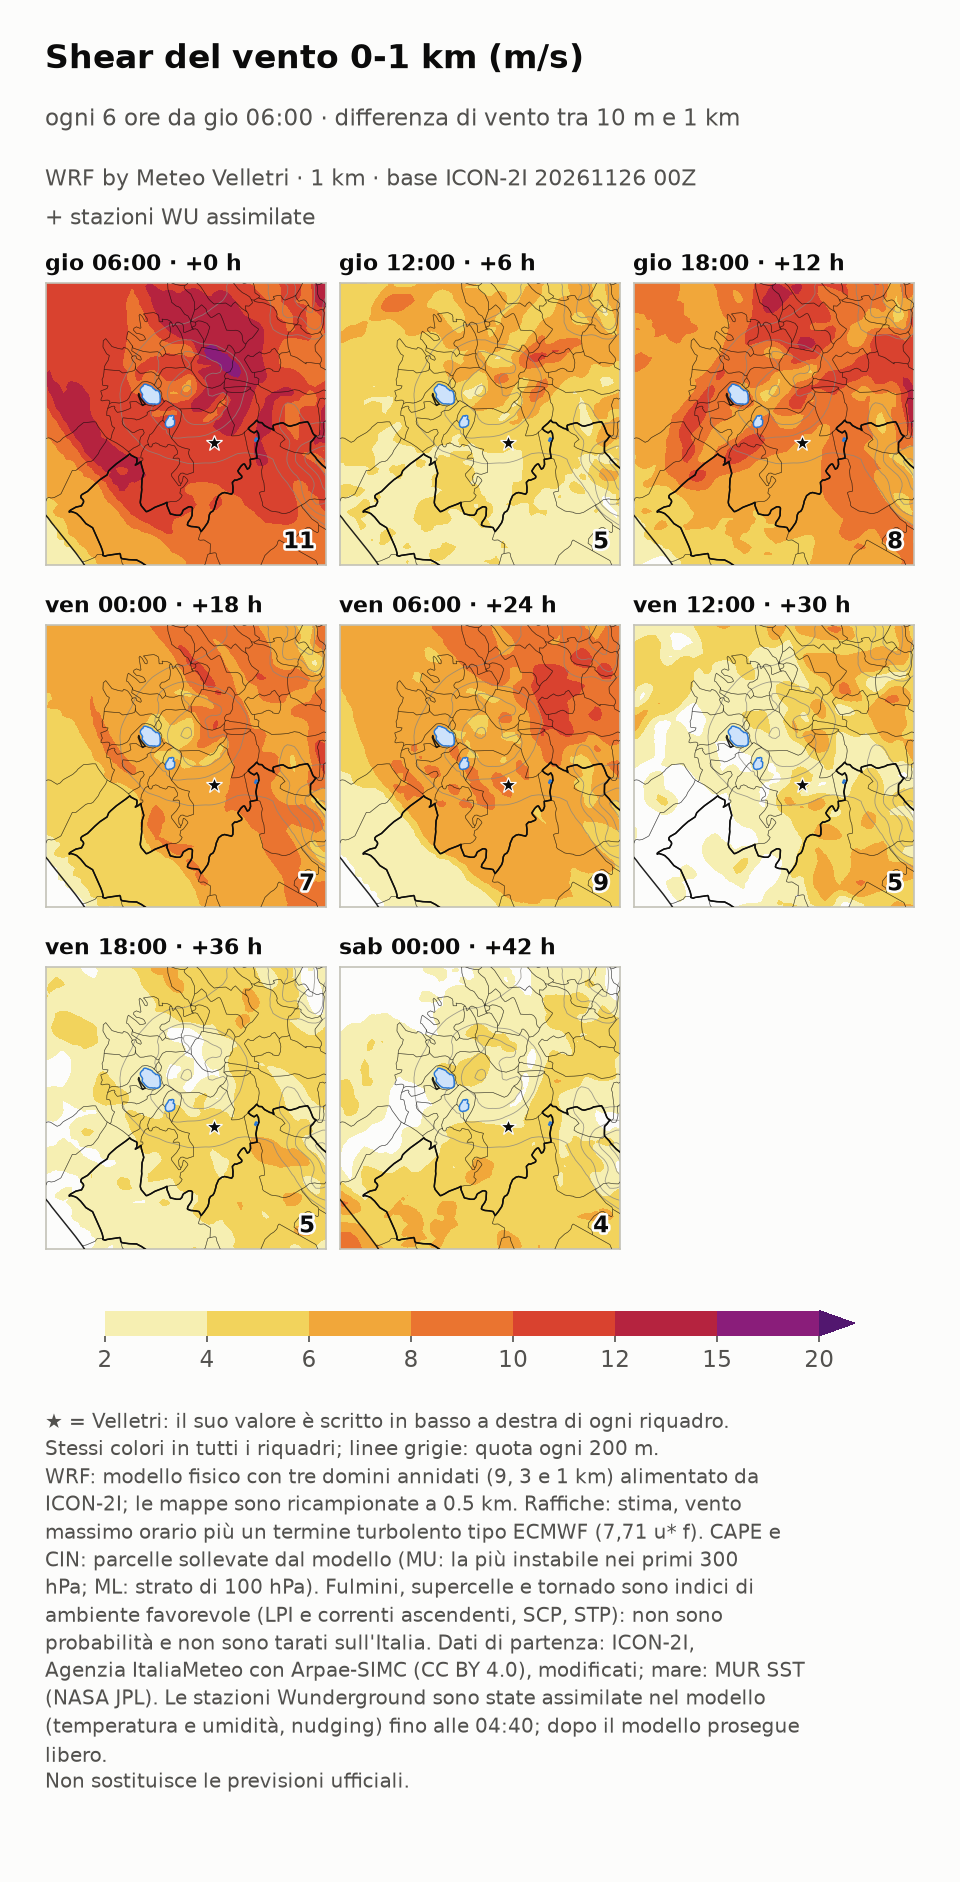 Shear del vento 0-1 km (m/s)
ogni 6 ore da gio 06:00 · differenza di vento tra 10 m e 1 km
WRF by Meteo Velletri · 1 km · base ICON-2I 20261126 00Z
+ stazioni WU assimilate
gio 06:00 · +0 h
gio 12:00 · +6 h
gio 18:00 · +12 h
11
5
8
ven 00:00 · +18 h
ven 06:00 · +24 h
ven 12:00 · +30 h
7
9
5
ven 18:00 · +36 h
sab 00:00 · +42 h
5
4
2 4 6 8 10 12 15 20
★ = Velletri: il suo valore è scritto in basso a destra di ogni riquadro.
Stessi colori in tutti i riquadri; linee grigie: quota ogni 200 m.
WRF: modello fisico con tre domini annidati (9, 3 e 1 km) alimentato da
ICON-2I; le mappe sono ricampionate a 0.5 km. Raffiche: stima, vento
massimo orario più un termine turbolento tipo ECMWF (7,71 u* f). CAPE e
CIN: parcelle sollevate dal modello (MU: la più instabile nei primi 300
hPa; ML: strato di 100 hPa). Fulmini, supercelle e tornado sono indici di
ambiente favorevole (LPI e correnti ascendenti, SCP, STP): non sono
probabilità e non sono tarati sull'Italia. Dati di partenza: ICON-2I,
Agenzia ItaliaMeteo con Arpae-SIMC (CC BY 4.0), modificati; mare: MUR SST
(NASA JPL). Le stazioni Wunderground sono state assimilate nel modello
(temperatura e umidità, nudging) fino alle 04:40; dopo il modello prosegue
libero.
Non sostituisce le previsioni ufficiali.